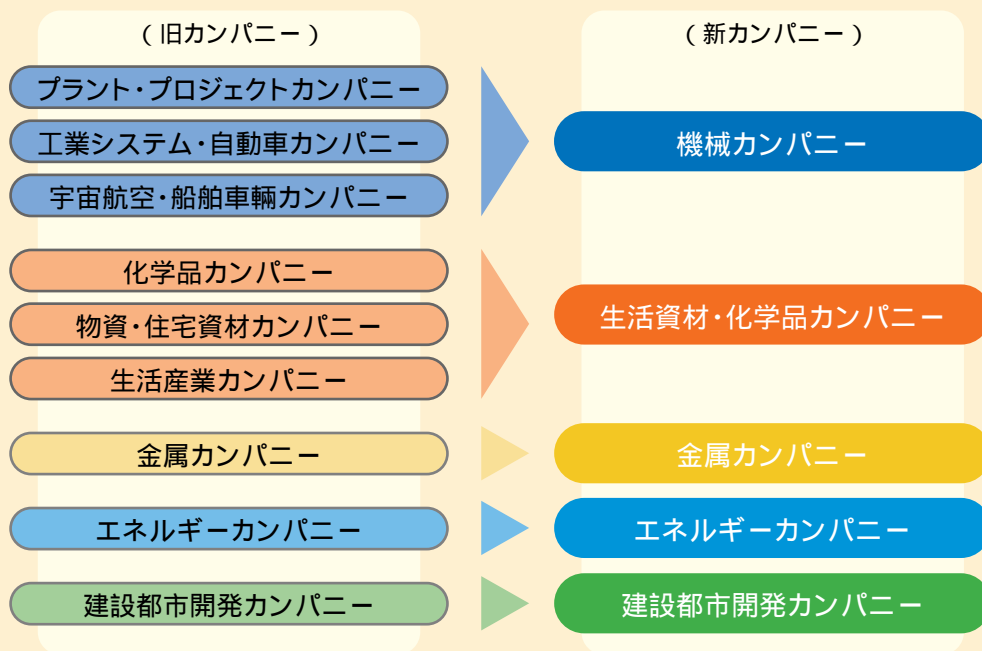 (旧カンパニー)
プラント・プロジェクトカンパニー
工業システム・自動車カンパニー
宇宙航空・船舶車輛カンパニー
化学品カンパニー
物資・住宅資材カンパニー
生活産業カンパニー
金属カンパニー
エネルギーカンパニー
建設都市開発カンパニー
(新カンパニー)
機械カンパニー
生活資材・化学品カンパニー
金属カンパニー
エネルギーカンパニー
建設都市開発カンパニー